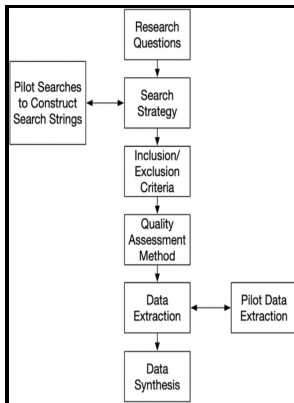 Research
Questions
Pilot Searches
to Construct
Search Strings
Search
Strategy
Inclusion/
Exclusion
Criteria
Quality
Assessment
Method
Data
Extraction
Pilot Data
Extraction
Data
Synthesis